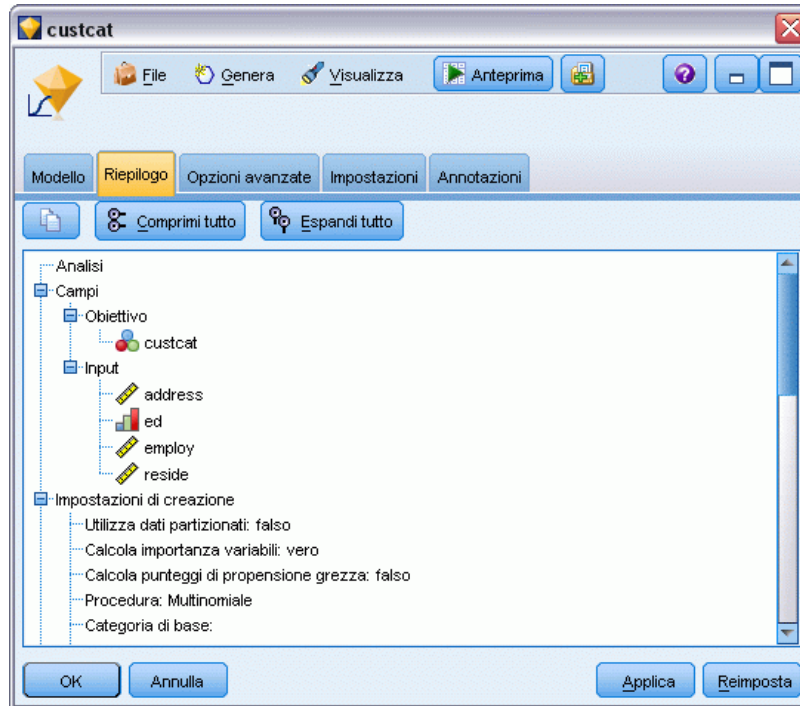 custcat
File Genera Visualizza Anteprima
Modello Riepilogo Opzioni avanzate Impostazioni Annotazioni
Comprimi tutto Espandi tutto
Analisi
Campi
Obiettivo
custcat
Input
address
ed
employ
reside
Impostazioni di creazione
Utilizza dati partizionati: falso
Calcola importanza variabili: vero
Calcola punteggi di propensione grezza: falso
Procedura: Multinomiale
Categoria di base:
OK Annulla Applica Reimposta